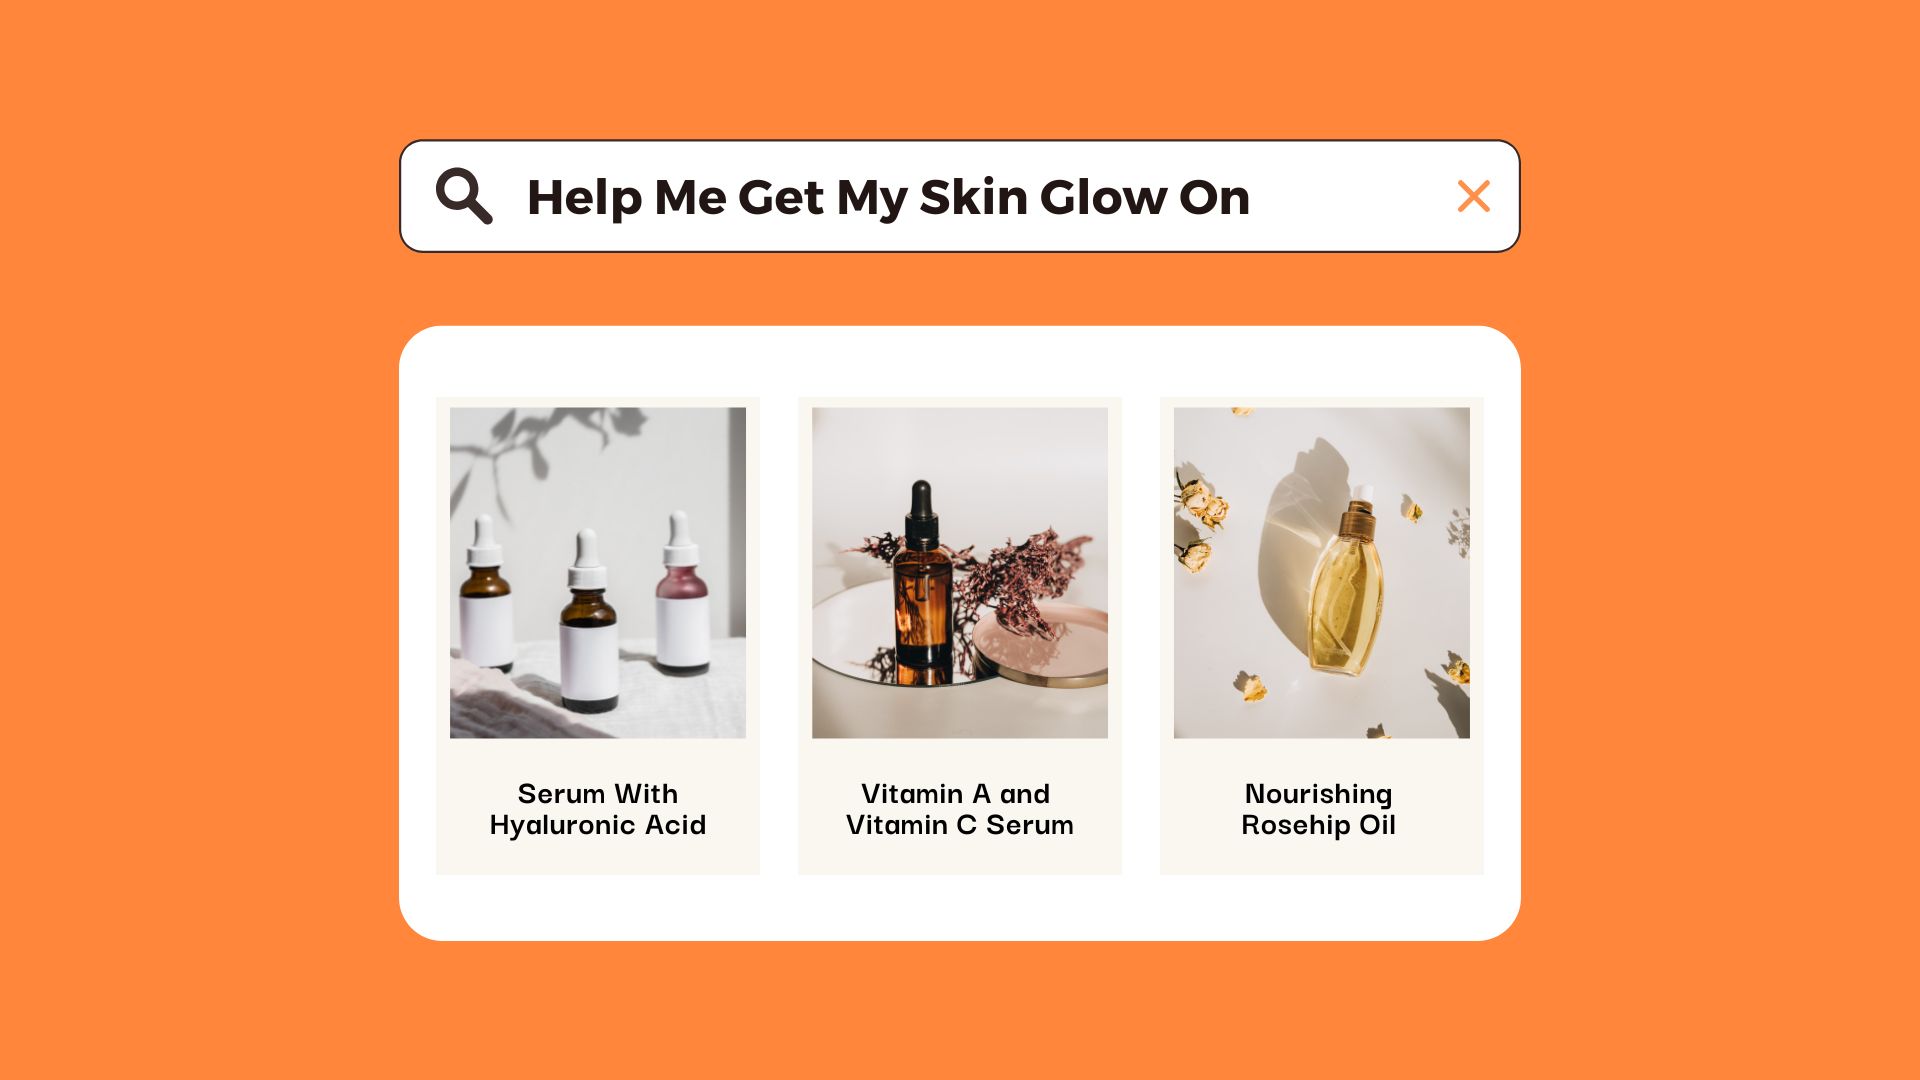 Help Me Get My Skin Glow On
Serum With
Hyaluronic Acid
Vitamin A and
Vitamin C Serum
Nourishing
Rosehip Oil